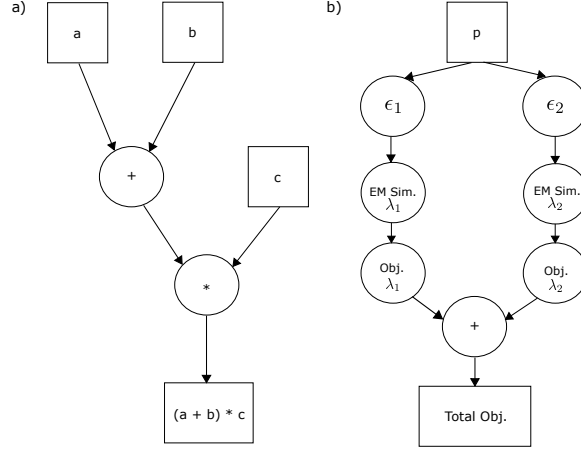 a)
a
b
+
c
*
(a + b) * c
b)
p
ϵ₁
ϵ₂
EM Sim.
λ₁
EM Sim.
λ₂
Obj.
λ₁
Obj.
λ₂
+
Total Obj.